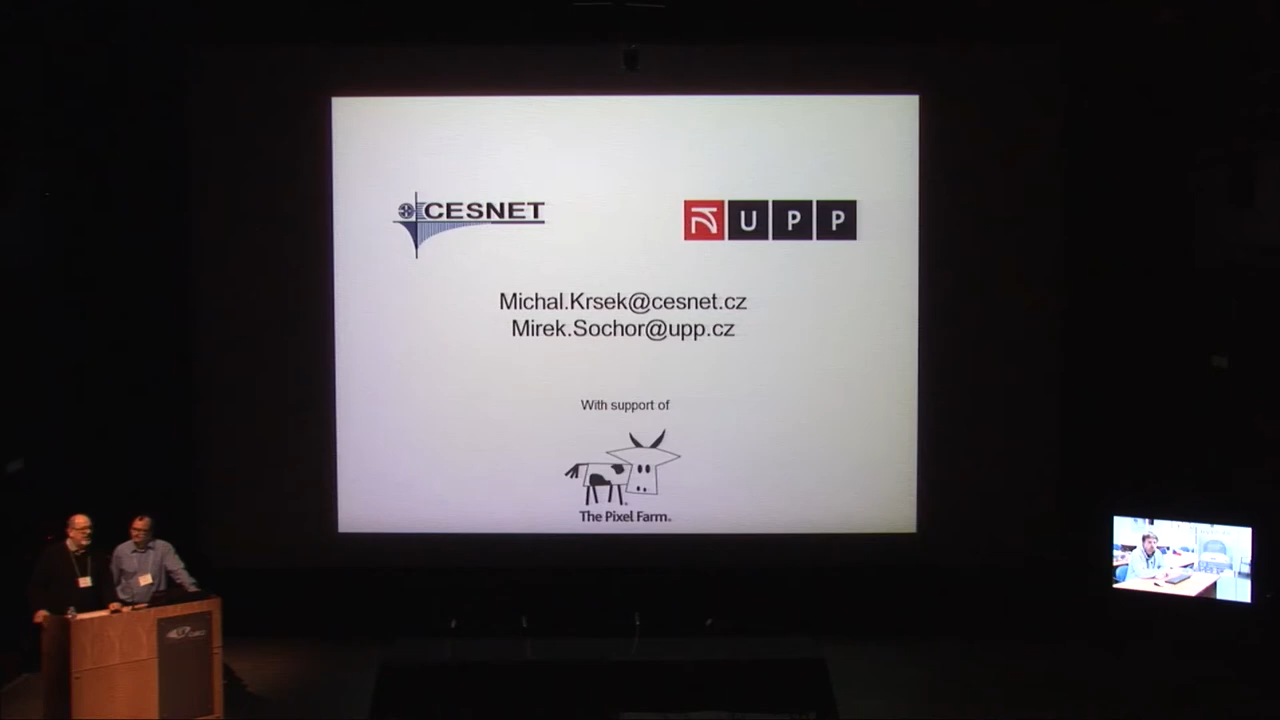 CESNET
UPP
Michal.Krsek@cesnet.cz
Mirek.Sochor@upp.cz
With support of
The Pixel Farm.